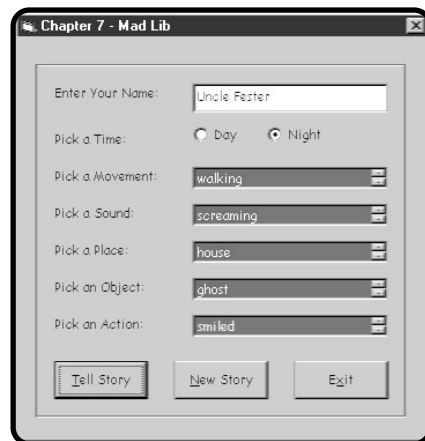 Chapter 7 - Mad Lib
Enter Your Name: Uncle Fester
Pick a Time: Day Night
Pick a Movement: walking
Pick a Sound: screaming
Pick a Place: house
Pick an Object: ghost
Pick an Action: smiled
Tell Story New Story Exit